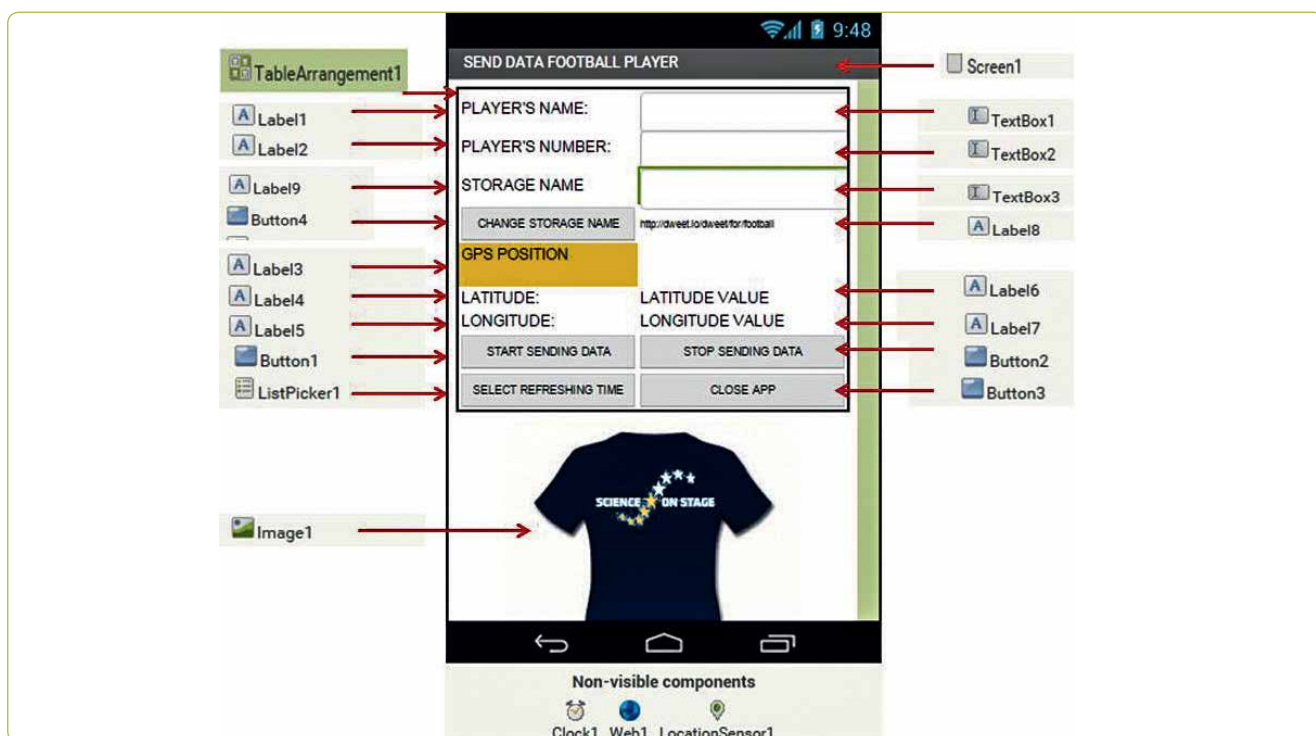 9:48
SEND DATA FOOTBALL PLAYER
Screen1
TableArrangement1
Label1
PLAYER'S NAME:
TextBox1
Label2
PLAYER'S NUMBER:
TextBox2
Label9
STORAGE NAME
TextBox3
Button4
CHANGE STORAGE NAME
http://dweet.io/dweet/for/football
Label8
Label3
GPS POSITION
Label4
LATITUDE:
LATITUDE VALUE
Label6
Label5
LONGITUDE:
LONGITUDE VALUE
Label7
Button1
START SENDING DATA
STOP SENDING DATA
Button2
ListPicker1
SELECT REFRESHING TIME
CLOSE APP
Button3
SCIENCE ON STAGE
Image1
Non-visible components
Clock1 Web1 LocationSensor1